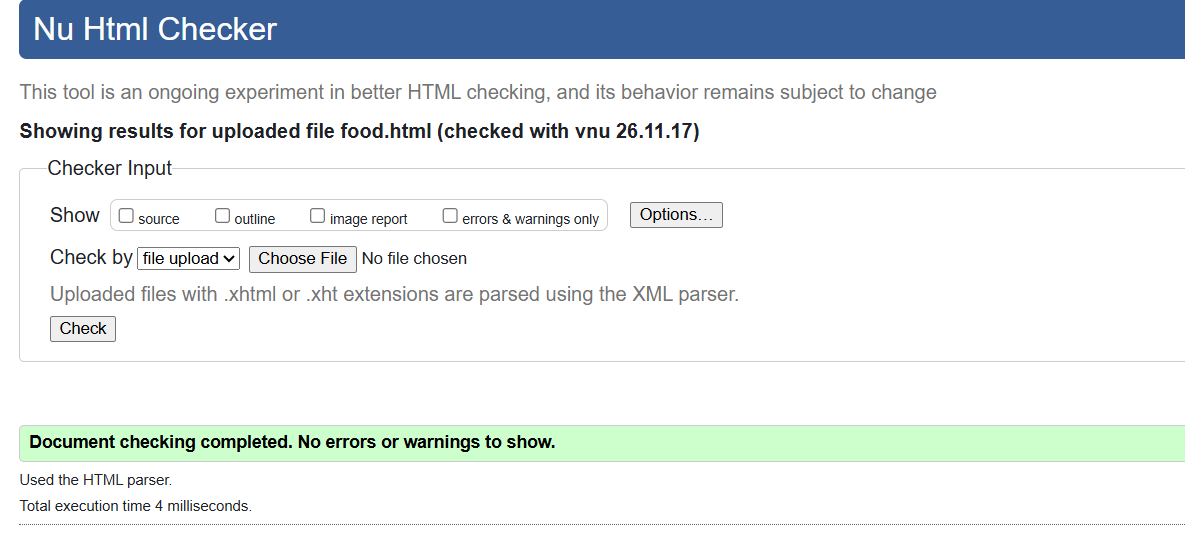 Nu Html Checker
This tool is an ongoing experiment in better HTML checking, and its behavior remains subject to change
Showing results for uploaded file food.html (checked with vnu 26.11.17)
Checker Input
Show source outline image report errors & warnings only Options...
Check by file upload Choose File No file chosen
Uploaded files with .xhtml or .xht extensions are parsed using the XML parser.
Check
Document checking completed. No errors or warnings to show.
Used the HTML parser.
Total execution time 4 milliseconds.